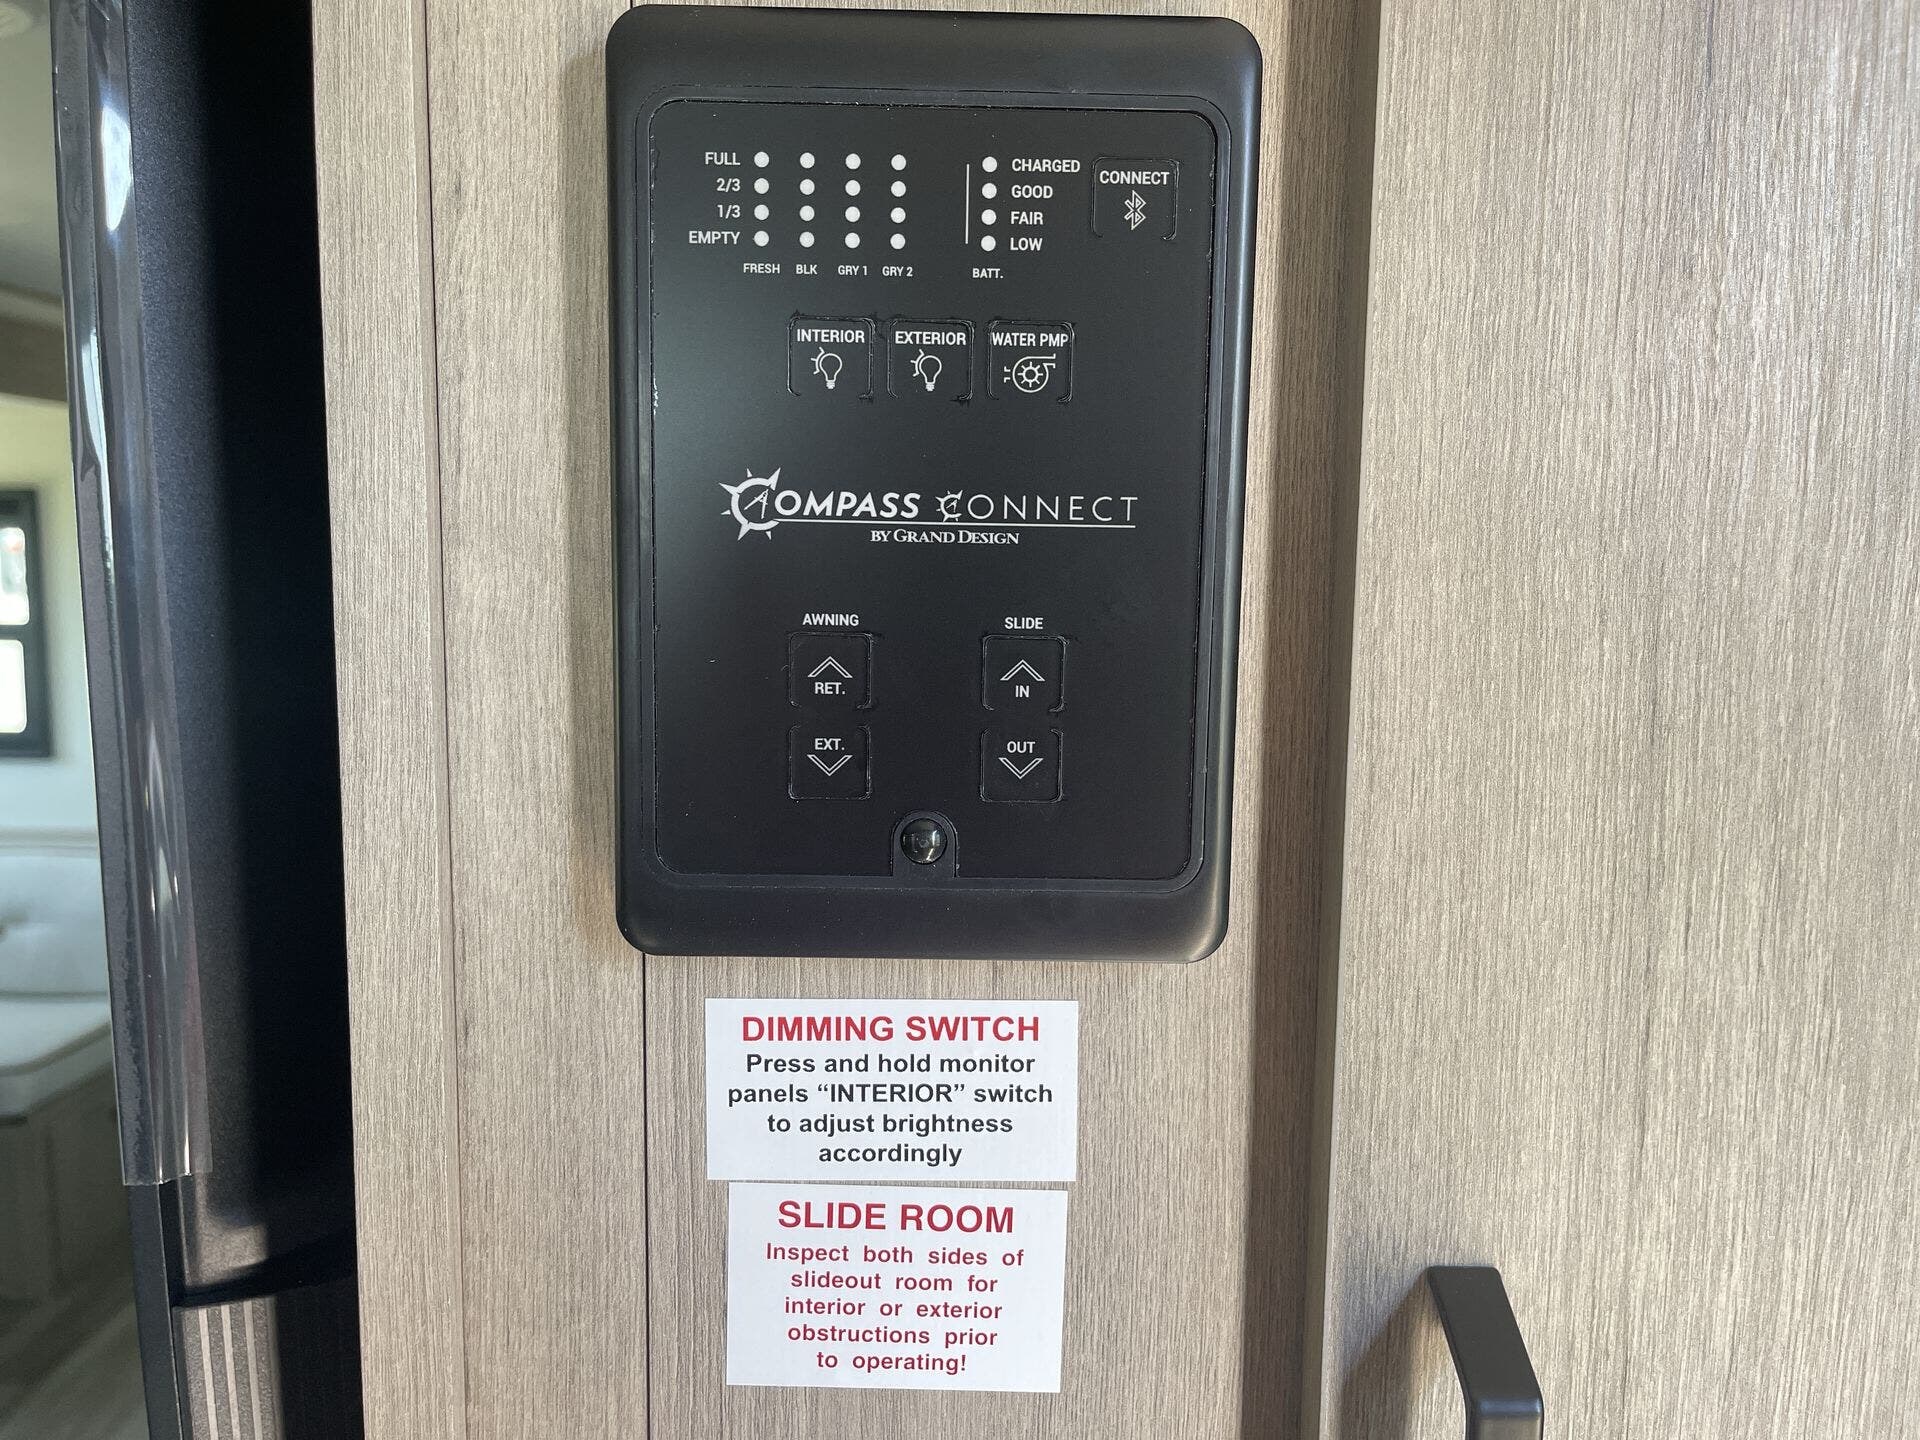 FULL
2/3
1/3
EMPTY
FRESH BLK GRY 1 GRY 2
CHARGED
GOOD
FAIR
LOW
BATT.
CONNECT
INTERIOR EXTERIOR WATER PMP
COMPASS CONNECT
BY GRAND DESIGN
AWNING SLIDE
RET. IN
EXT. OUT
DIMMING SWITCH
Press and hold monitor
panels “INTERIOR” switch
to adjust brightness
accordingly
SLIDE ROOM
Inspect both sides of
slideout room for
interior or exterior
obstructions prior
to operating!